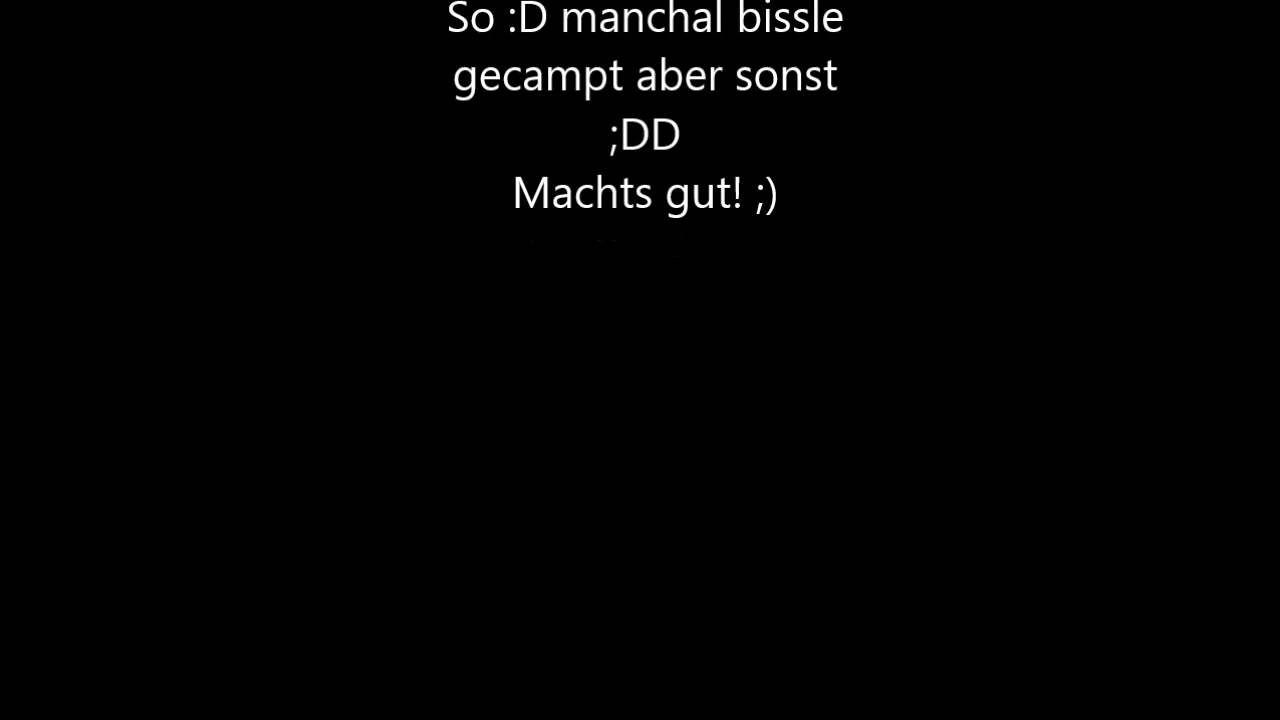 So :D manchal bissle
gecampt aber sonst
;DD
Machts gut! ;)